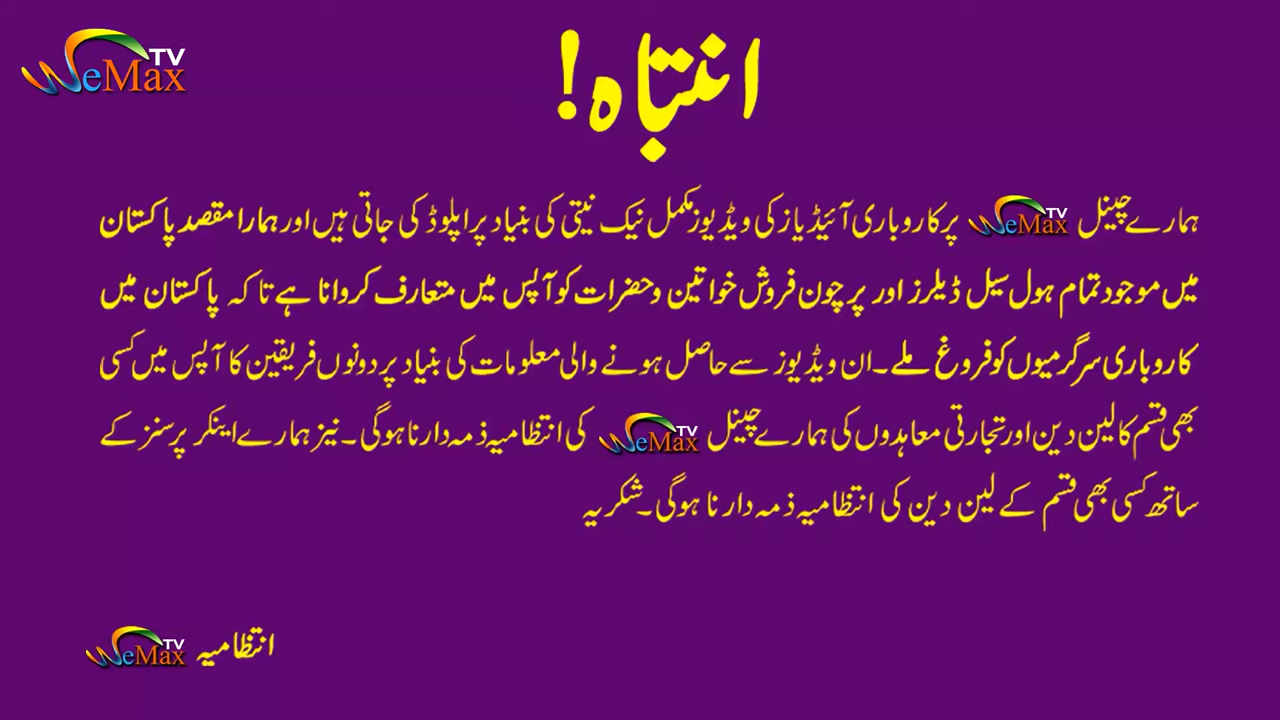 WeMax TV
انتباہ!
ہمارے چینل WeMax TV پر کاروباری آئیڈیاز کی ویڈیوز مکمل نیک نیتی کی بنیاد پر اپلوڈ کی جاتی ہیں اور ہمارا مقصد پاکستان
میں موجود تمام ہول سیل ڈیلرز اور پرچون فروش خواتین وحضرات کو آپس میں متعارف کروانا ہے تاکہ پاکستان میں
کاروباری سرگرمیوں کو فروغ ملے۔ ان ویڈیوز سے حاصل ہونے والی معلومات کی بنیاد پر دونوں فریقین کا آپس میں کسی
بھی قسم کا لین دین اور تجارتی معاہدوں کی ہمارے چینل WeMax TV کی انتظامیہ ذمہ دار نا ہوگی۔ نیز ہمارے اینکر پرسنز کے
ساتھ کسی بھی قسم کے لین دین کی انتظامیہ ذمہ دار نا ہوگی۔ شکریہ
انتظامیہ WeMax TV